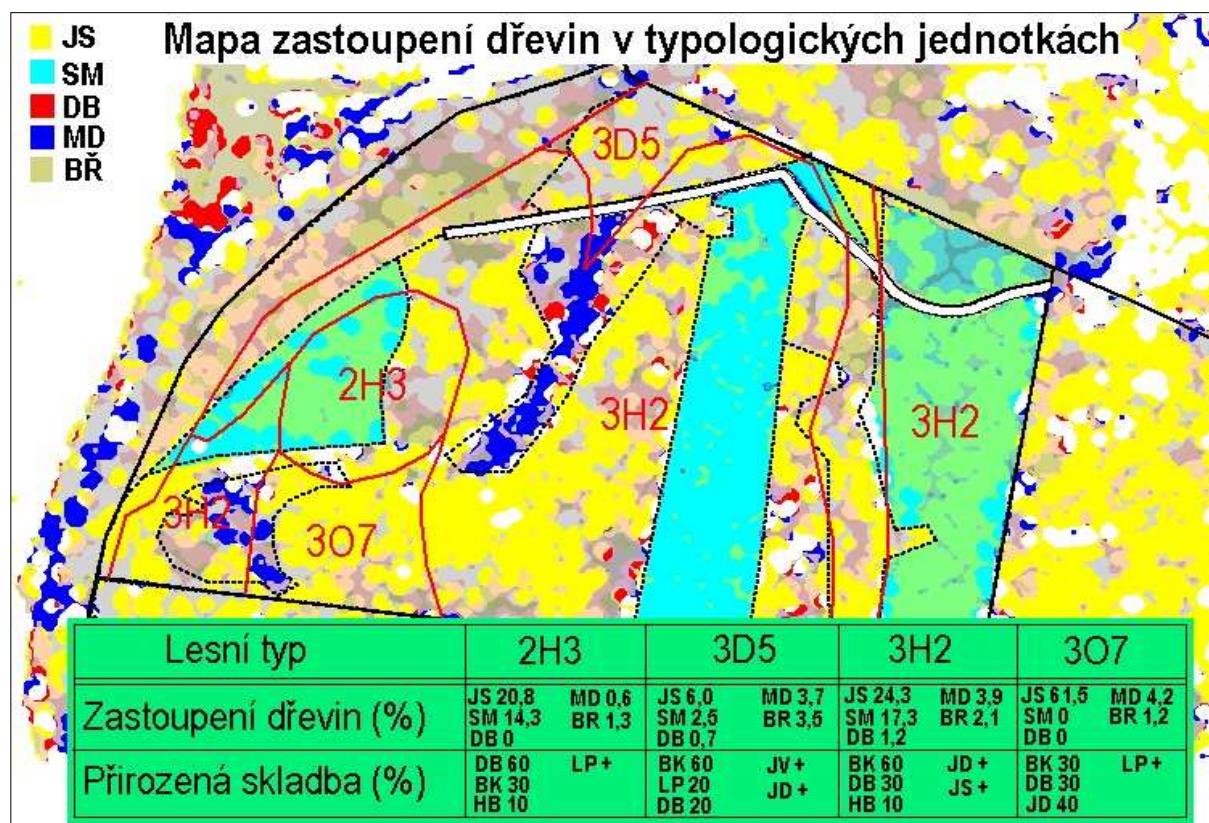 Mapa zastoupení dřevin v typologických jednotkách
JS
SM
DB
MD
BŘ
3D5
2H3
3H2
3H2
3H2
3O7
Lesní typ 2H3 3D5 3H2 3O7
Zastoupení dřevin (%)
JS 20,8 MD 0,6
SM 14,3 BR 1,3
DB 0
JS 6,0 MD 3,7
SM 2,5 BR 3,5
DB 0,7
JS 24,3 MD 3,9
SM 17,3 BR 2,1
DB 1,2
JS 61,5 MD 4,2
SM 0 BR 1,2
DB 0
Přirozená skladba (%)
DB 60 LP +
BK 30
HB 10
BK 60 JV +
LP 20 JD +
DB 20
BK 60 JD +
DB 30 JS +
HB 10
BK 30 LP +
DB 30
JD 40